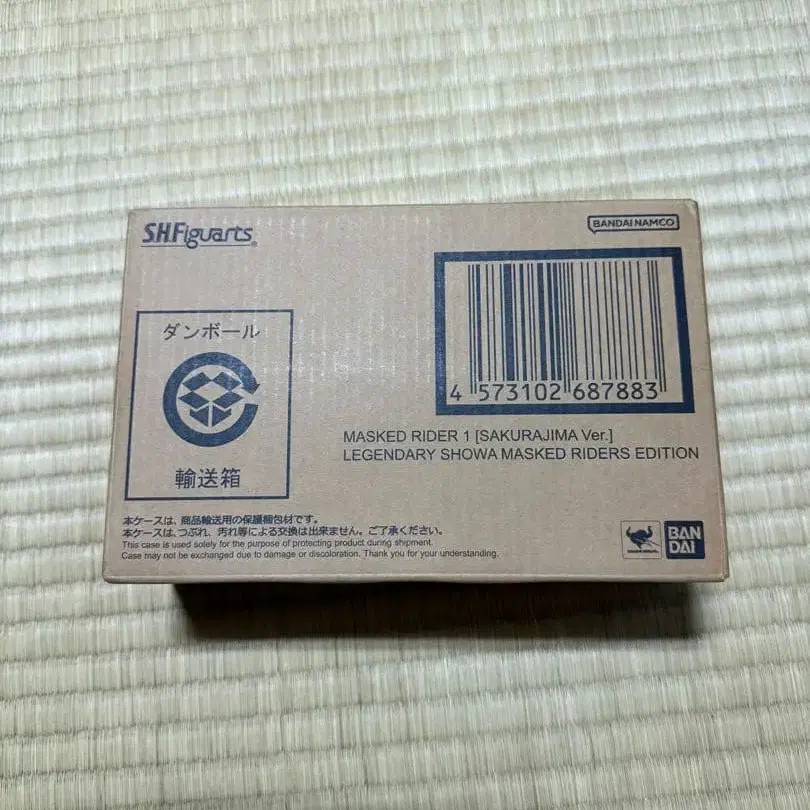 S.H.Figuarts
BANDAI NAMCO
ダンボール
輸送箱
4 573102 687883
MASKED RIDER 1 [SAKURAJIMA Ver.]
LEGENDARY SHOWA MASKED RIDERS EDITION
本ケースは、商品輸送用の保護梱包材です。
本ケースは、つぶれ、汚れ等による交換は出来ません。ご了承ください。
This case is used solely for the purpose of protecting product during shipment.
Case may not be exchanged due to damage or discoloration. Thank you for your understanding.
BAN
DAI